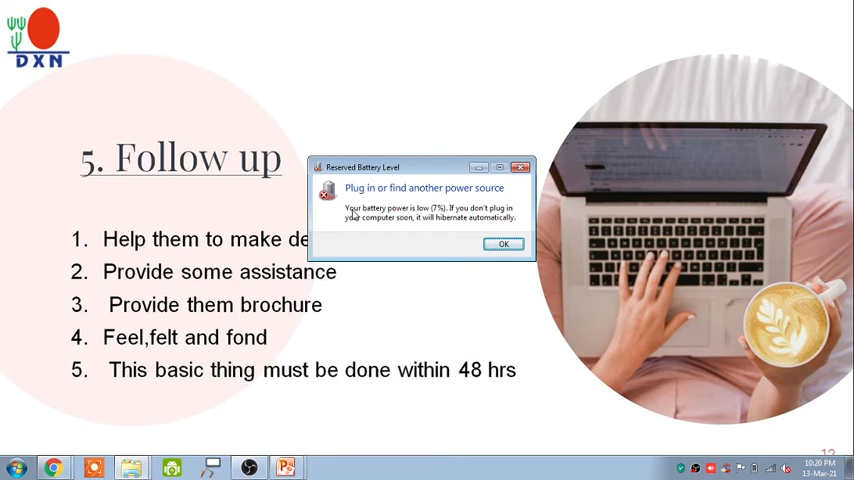 DXN
5. Follow up
Reserved Battery Level
Plug in or find another power source
Your battery power is low (7%). If you don't plug in
your computer soon, it will hibernate automatically.
OK
1. Help them to make de
2. Provide some assistance
3. Provide them brochure
4. Feel,felt and fond
5. This basic thing must be done within 48 hrs
12
10:20 PM
13-Mar-21